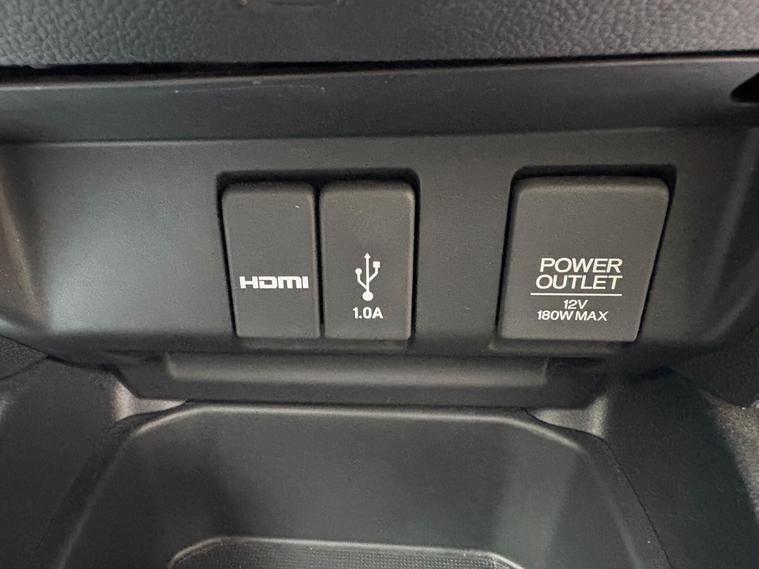 HDMI
1.0A
POWER
OUTLET
12V
180W MAX